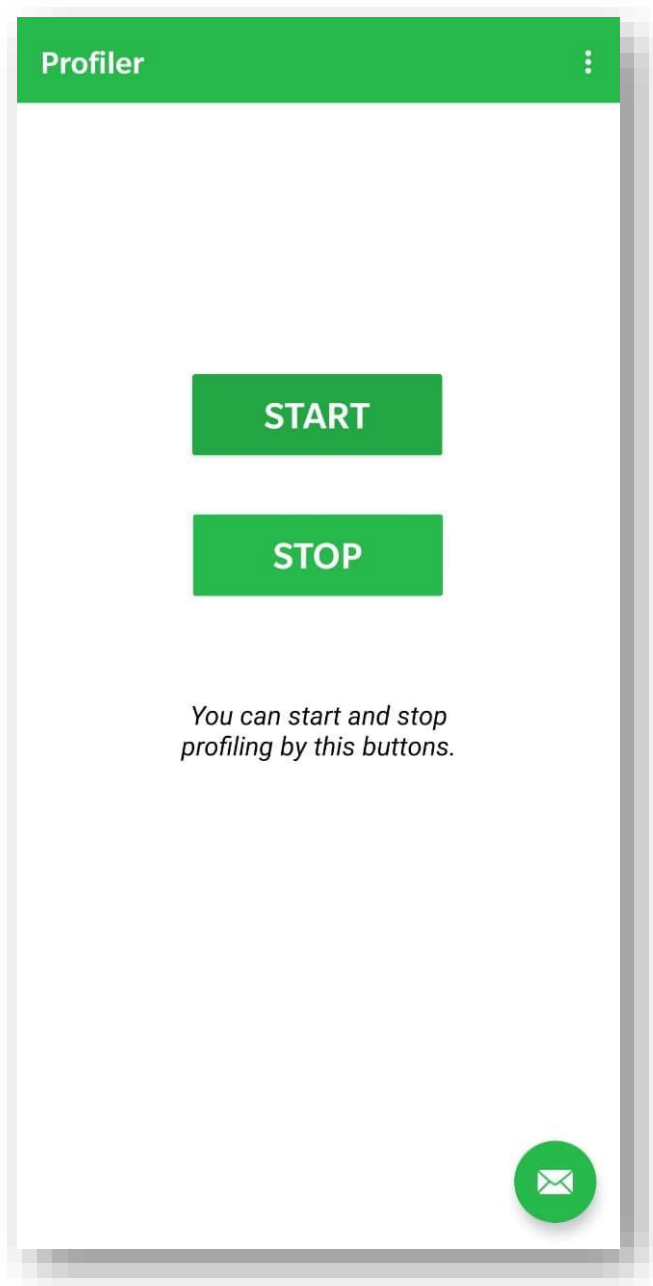 Profiler
START
STOP
You can start and stop
profiling by this buttons.